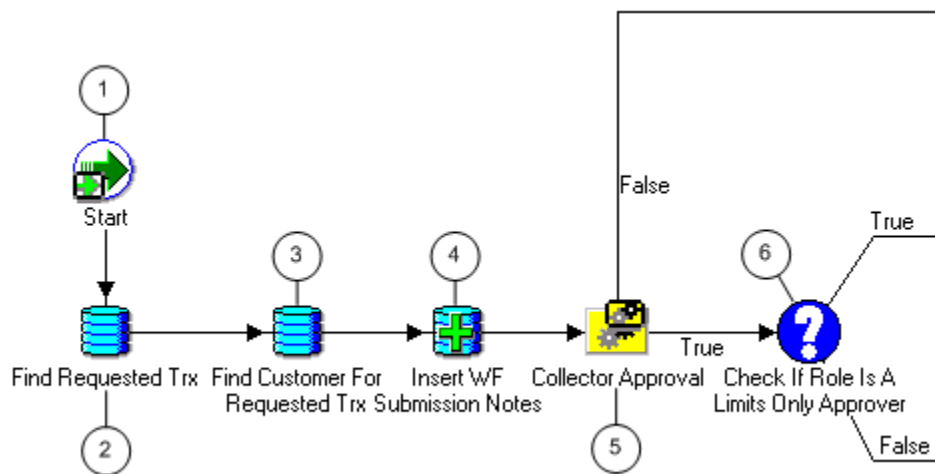 1
Start
False
True
3
4
6
True
Find Requested Trx
Find Customer For
Requested Trx
Insert WF
Submission Notes
Collector Approval
Check If Role Is A
Limits Only Approver
2
5
False